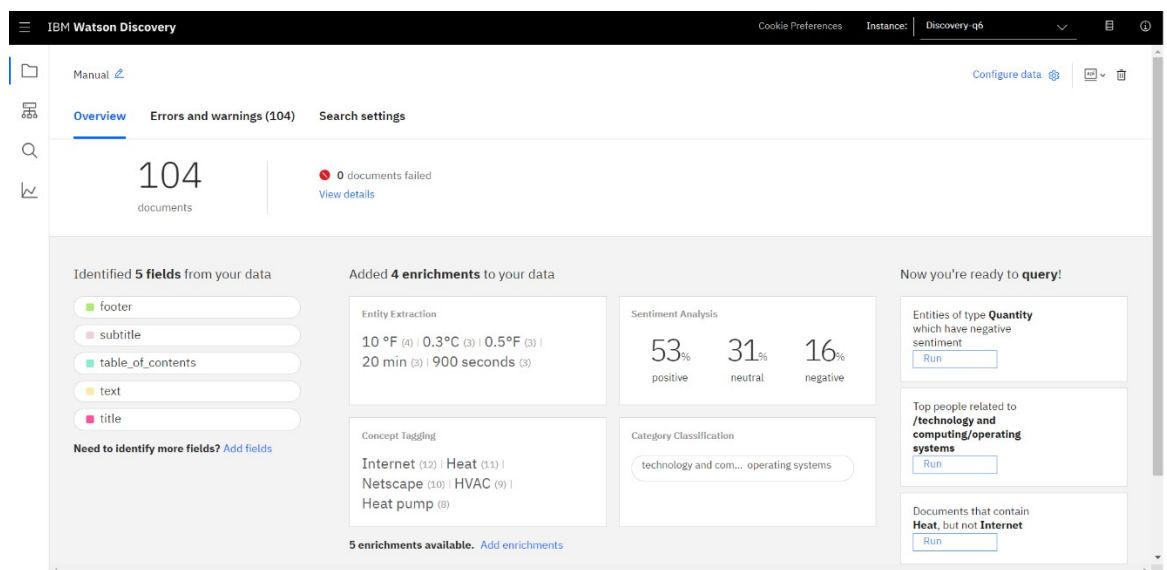 IBM Watson Discovery
Cookie Preferences
Instance:
Discovery-q6
Manual
Configure data
Overview
Errors and warnings (104)
Search settings
104
documents
0 documents failed
View details
Identified 5 fields from your data
footer
subtitle
table_of_contents
text
title
Need to identify more fields? Add fields
Added 4 enrichments to your data
Entity Extraction
10 °F (4) | 0.3°C (3) | 0.5°F (3) |
20 min (3) | 900 seconds (3)
Sentiment Analysis
53% 31% 16%
positive neutral negative
Concept Tagging
Internet (12) | Heat (11) |
Netscape (10) | HVAC (9) |
Heat pump (8)
Category Classification
technology and com... operating systems
5 enrichments available. Add enrichments
Now you're ready to query!
Entities of type Quantity
which have negative
sentiment
Run
Top people related to
/technology and
computing/operating
systems
Run
Documents that contain
Heat, but not Internet
Run